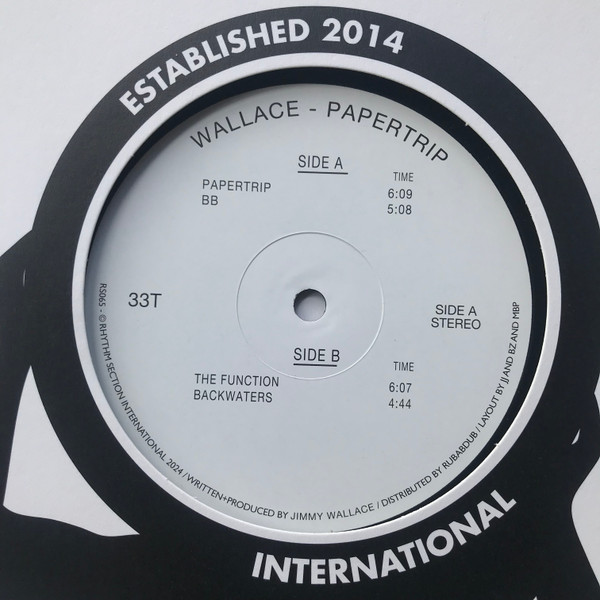 ESTABLISHED 2014
WALLACE - PAPERTRIP
SIDE A
TIME
PAPERTRIP 6:09
BB 5:08
33T
SIDE A
STEREO
SIDE B
TIME
THE FUNCTION 6:07
BACKWATERS 4:44
RS065 - © RHYTHM SECTION INTERNATIONAL 2024 / WRITTEN+PRODUCED BY JIMMY WALLACE / DISTRIBUTED BY RUBADUB / LAYOUT BY JJ AND BZ AND MBP
INTERNATIONAL